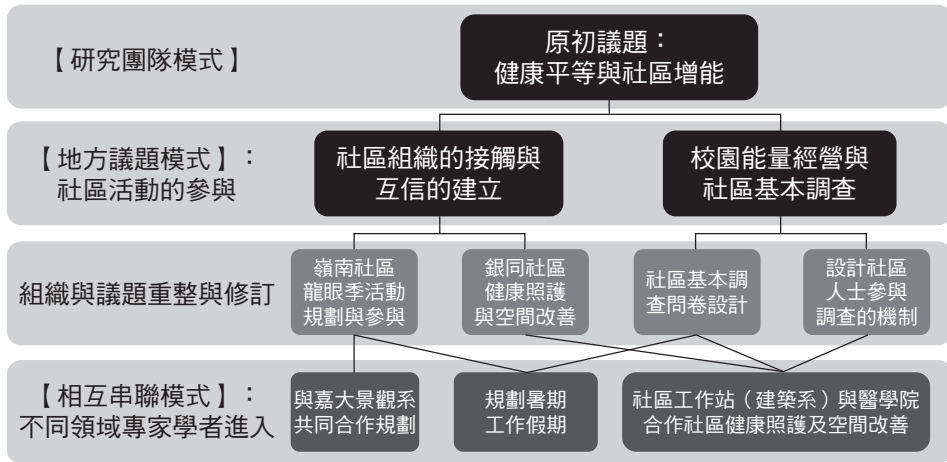 【研究團隊模式】
原初議題：
健康平等與社區增能
【地方議題模式】：
社區活動的參與
社區組織的接觸與
互信的建立
校園能量經營與
社區基本調查
組織與議題重整與修訂
嶺南社區
龍眼季活動
規劃與參與
銀同社區
健康照護
與空間改善
社區基本調
查問卷設計
設計社區
人士參與
調查的機制
【相互串聯模式】：
不同領域專家學者進入
與嘉大景觀系
共同合作規劃
規劃暑期
工作假期
社區工作站（建築系）與醫學院
合作社區健康照護及空間改善